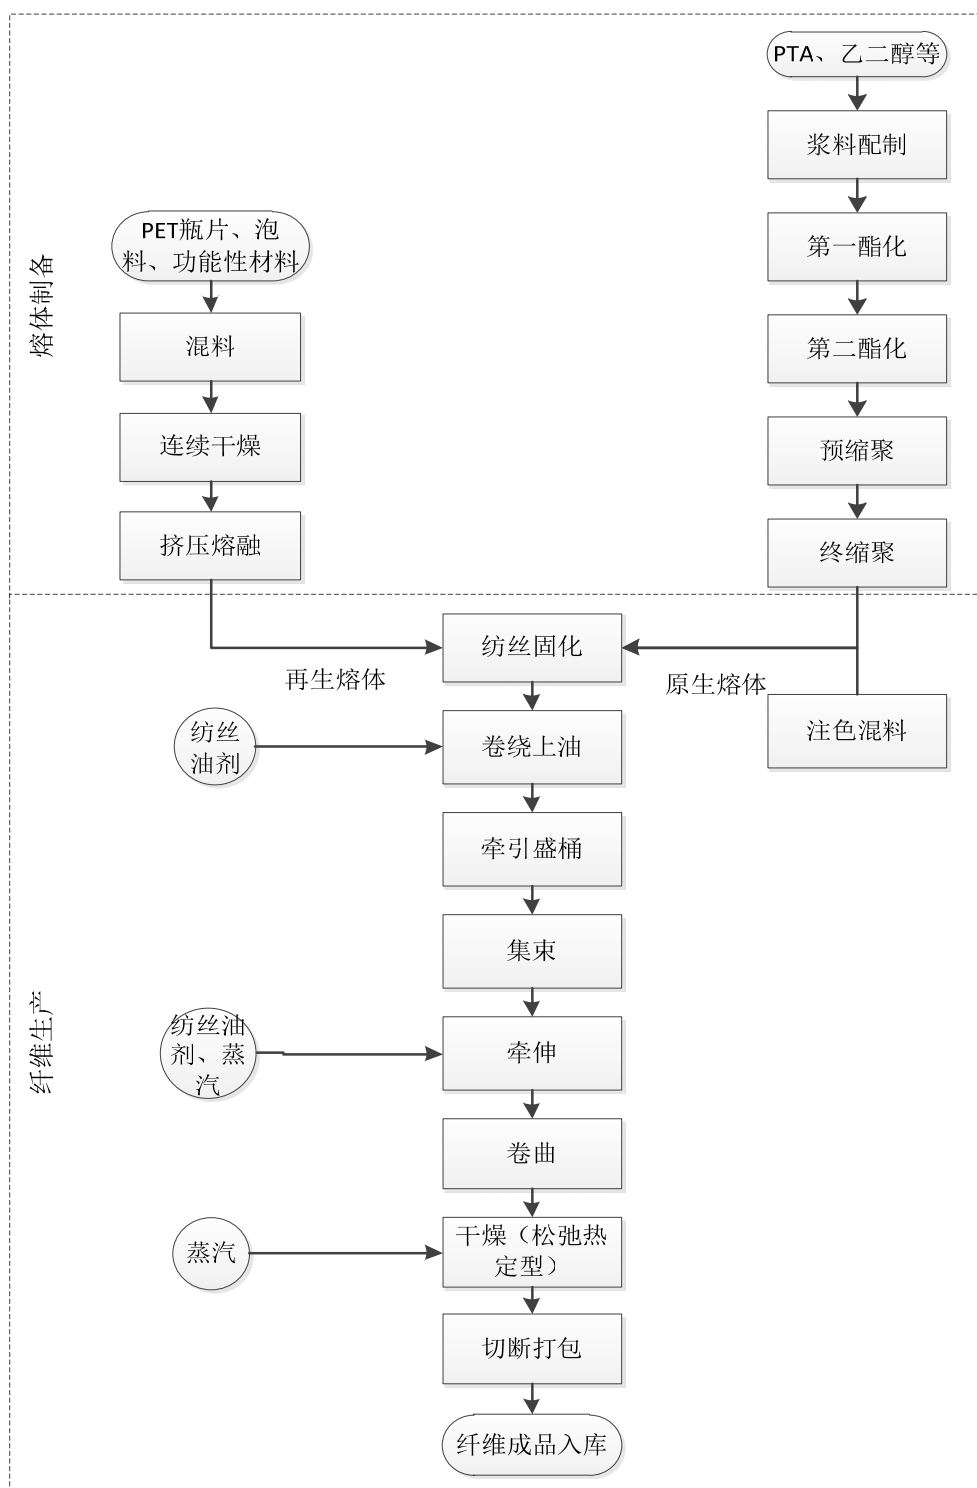 PTA、乙二醇等
浆料配制
第一酯化
第二酯化
预缩聚
终缩聚
熔体制备
PET瓶片、泡
料、功能性材料
混料
连续干燥
挤压熔融
纺丝固化
再生熔体
原生熔体
注色混料
纺丝
油剂
卷绕上油
牵引盛桶
集束
纤维生产
纺丝油
剂、蒸
汽
牵伸
卷曲
蒸汽
干燥（松弛热
定型）
切断打包
纤维成品入库